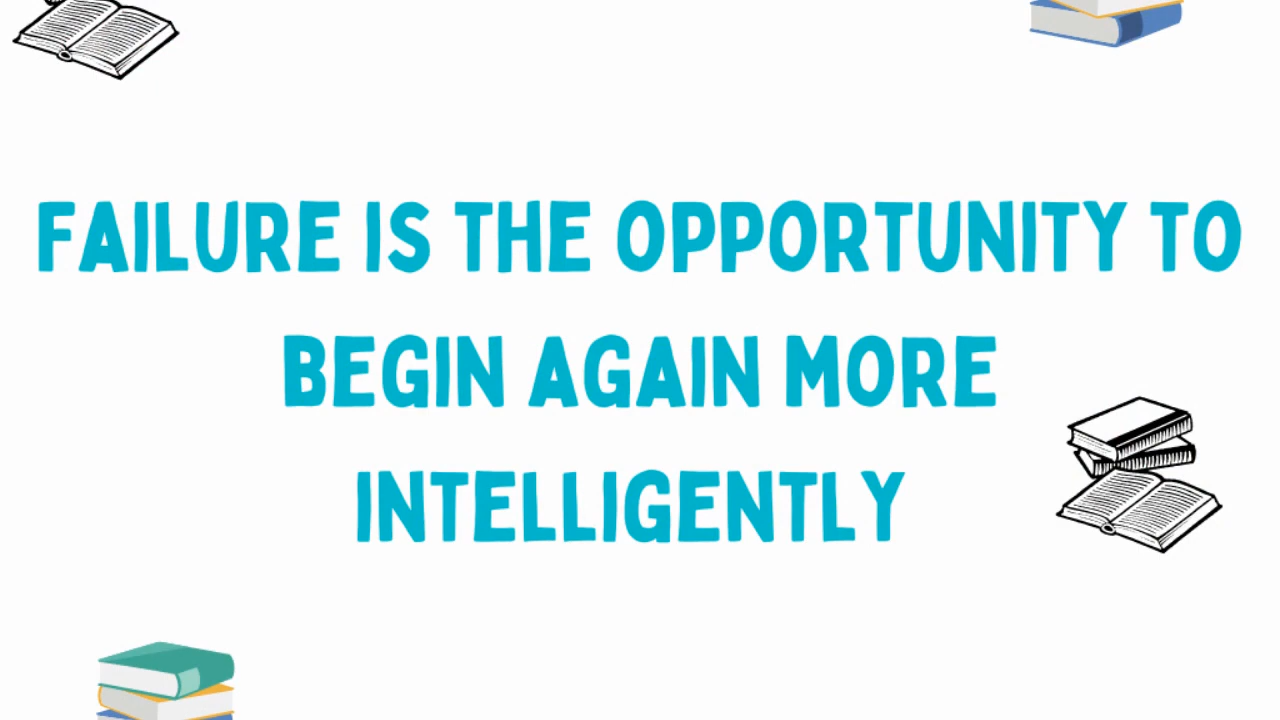 FAILURE IS THE OPPORTUNITY TO
BEGIN AGAIN MORE
INTELLIGENTLY